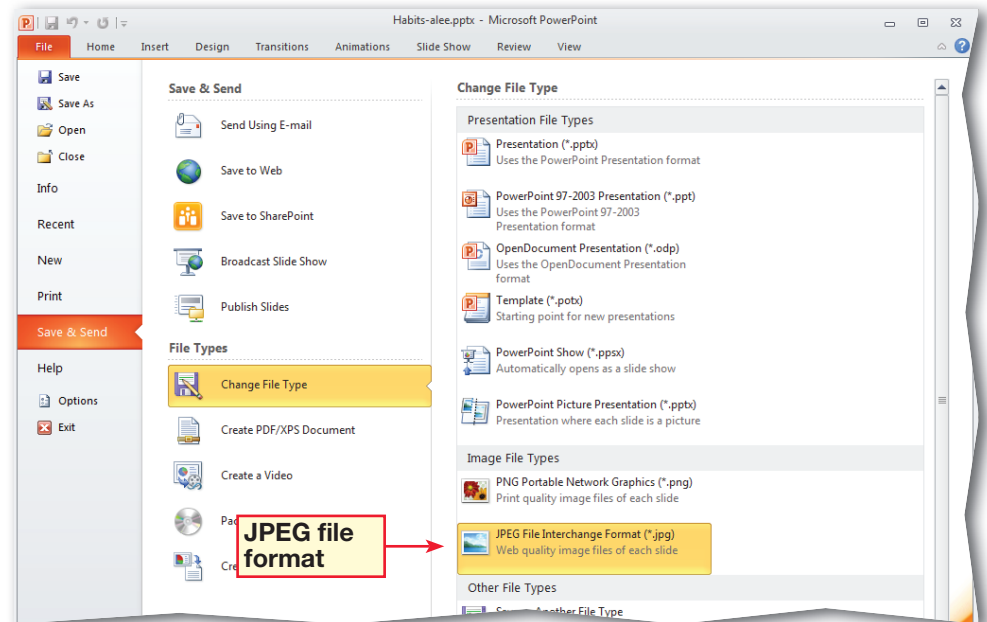 Habits-alee.pptx - Microsoft PowerPoint
File Home Insert Design Transitions Animations Slide Show Review View
Save
Save As
Open
Close
Info
Recent
New
Print
Save & Send
Help
Options
Exit
Save & Send
Send Using E-mail
Save to Web
Save to SharePoint
Broadcast Slide Show
Publish Slides
File Types
Change File Type
Create PDF/XPS Document
Create a Video
JPEG file
format
Change File Type
Presentation File Types
Presentation (*.pptx)
Uses the PowerPoint Presentation format
PowerPoint 97-2003 Presentation (*.ppt)
Uses the PowerPoint 97-2003
Presentation format
OpenDocument Presentation (*.odp)
Uses the OpenDocument Presentation
format
Template (*.potx)
Starting point for new presentations
PowerPoint Show (*.ppsx)
Automatically opens as a slide show
PowerPoint Picture Presentation (*.pptx)
Presentation where each slide is a picture
Image File Types
PNG Portable Network Graphics (*.png)
Print quality image files of each slide
JPEG File Interchange Format (*.jpg)
Web quality image files of each slide
Other File Types
Another File Type